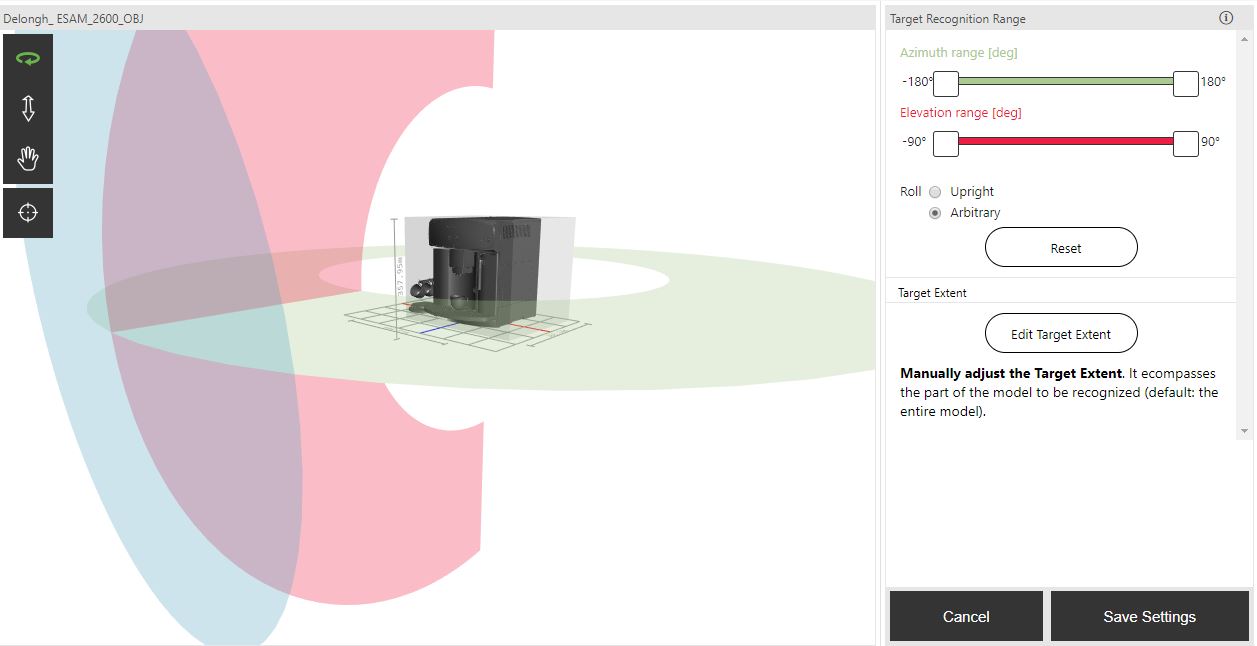 Delongh_ ESAM_2600_OBJ
357.95m
Target Recognition Range
Azimuth range [deg]
-180° 180°
Elevation range [deg]
-90° 90°
Roll Upright
Arbitrary
Reset
Target Extent
Edit Target Extent
Manually adjust the Target Extent. It ecompasses
the part of the model to be recognized (default: the
entire model).
Cancel Save Settings